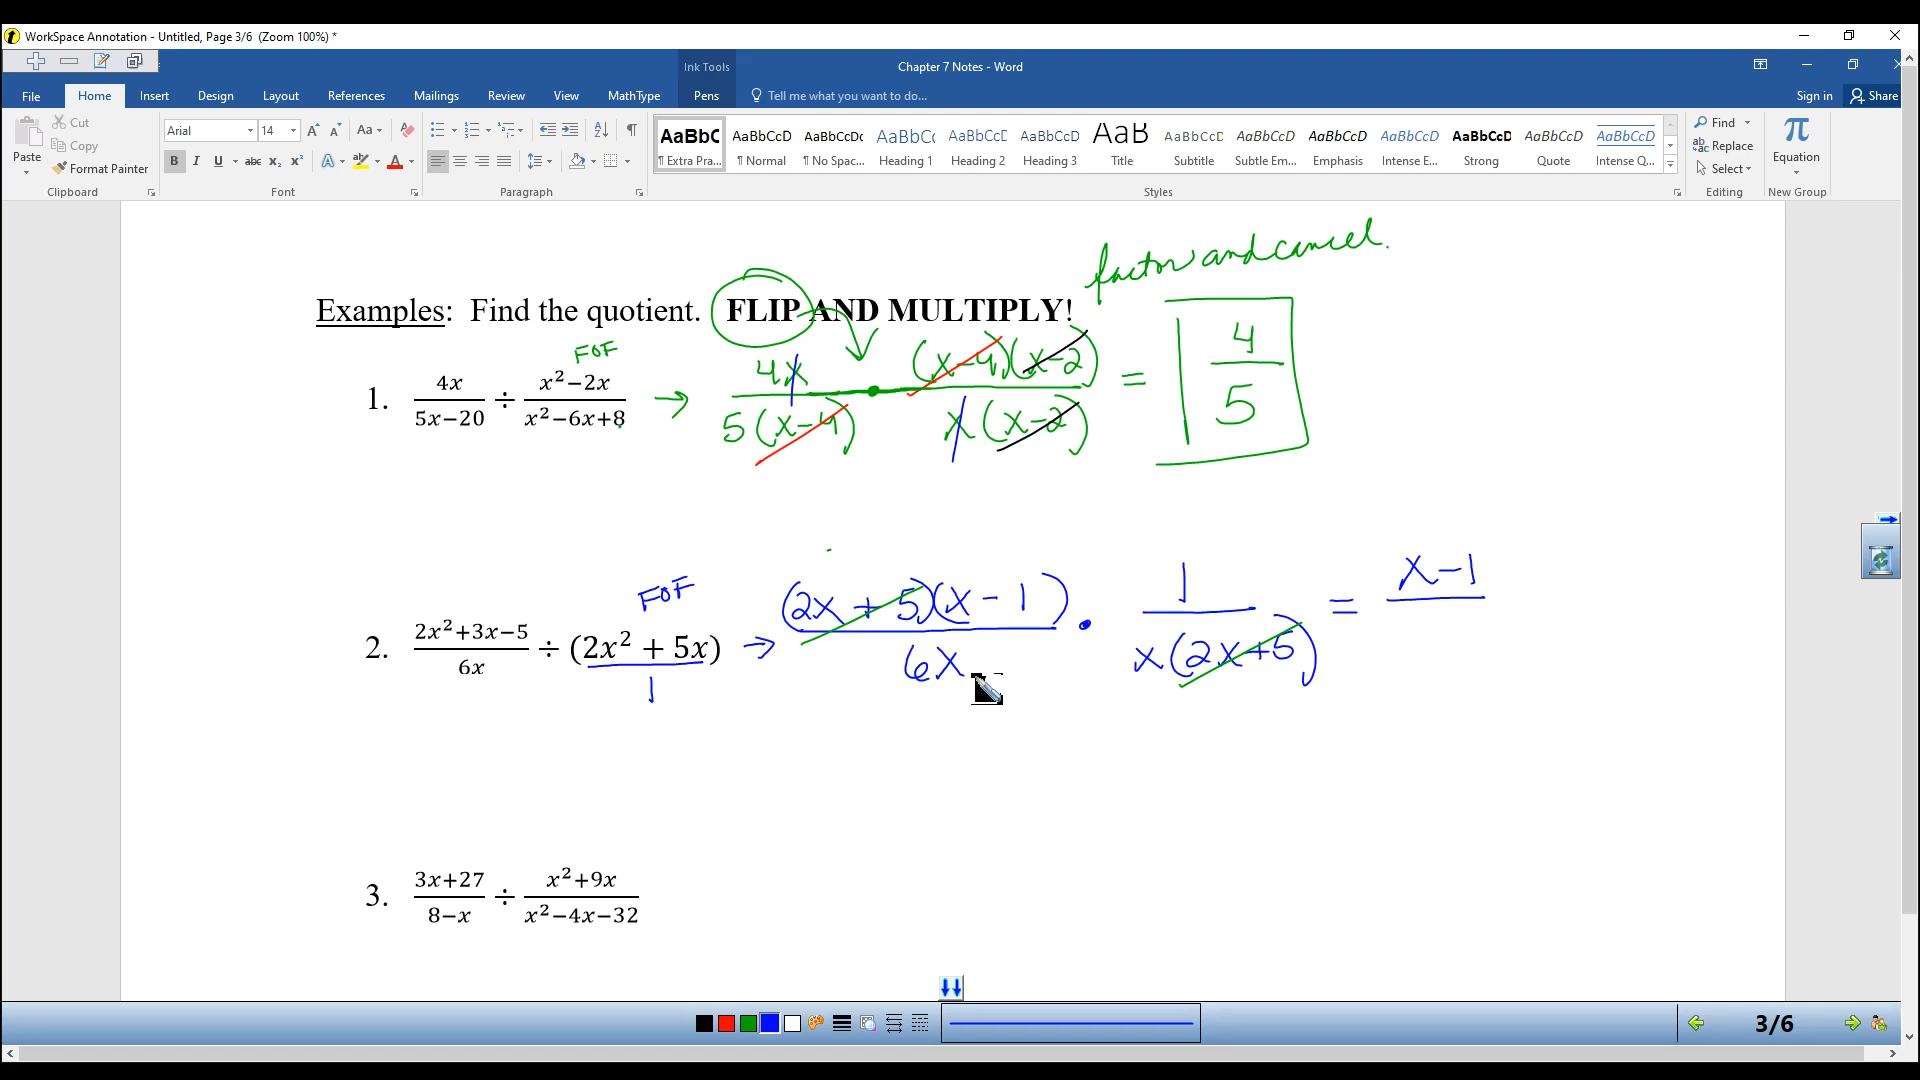 WorkSpace Annotation - Untitled, Page 3/6 (Zoom 100%) *
Ink Tools
Chapter 7 Notes - Word
File Home Insert Design Layout References Mailings Review View MathType Pens Tell me what you want to do... Sign in Share
Paste
Cut
Copy
Format Painter
Clipboard
Arial 14
B I U abc x₂ x²
Font
Paragraph
AaBbC AaBbCcD AaBbCcDc AaBbCc AaBbCcE AaBbCcD AaB AaBbCcC AaBbCcD AaBbCcD AaBbCcD AaBbCcD AaBbCcD AaBbCcD
¶ Extra Pra... ¶ Normal ¶ No Spac... Heading 1 Heading 2 Heading 3 Title Subtitle Subtle Em... Emphasis Intense E... Strong Quote Intense Q...
Styles
Find
Replace
Select
Editing
π
Equation
New Group
factor and cancel.
Examples: Find the quotient. FLIP AND MULTIPLY!
FOF
1. 4x/(5x−20) ÷ (x²−2x)/(x²−6x+8) → 4x/5(x−4) • (x−4)(x−2)/x(x−2) = 4/5
FOF
2. (2x²+3x−5)/6x ÷ (2x² + 5x)/1 → (2x+5)(x−1)/6x • 1/x(2x+5) = x−1
3. (3x+27)/(8−x) ÷ (x²+9x)/(x²−4x−32)
3/6